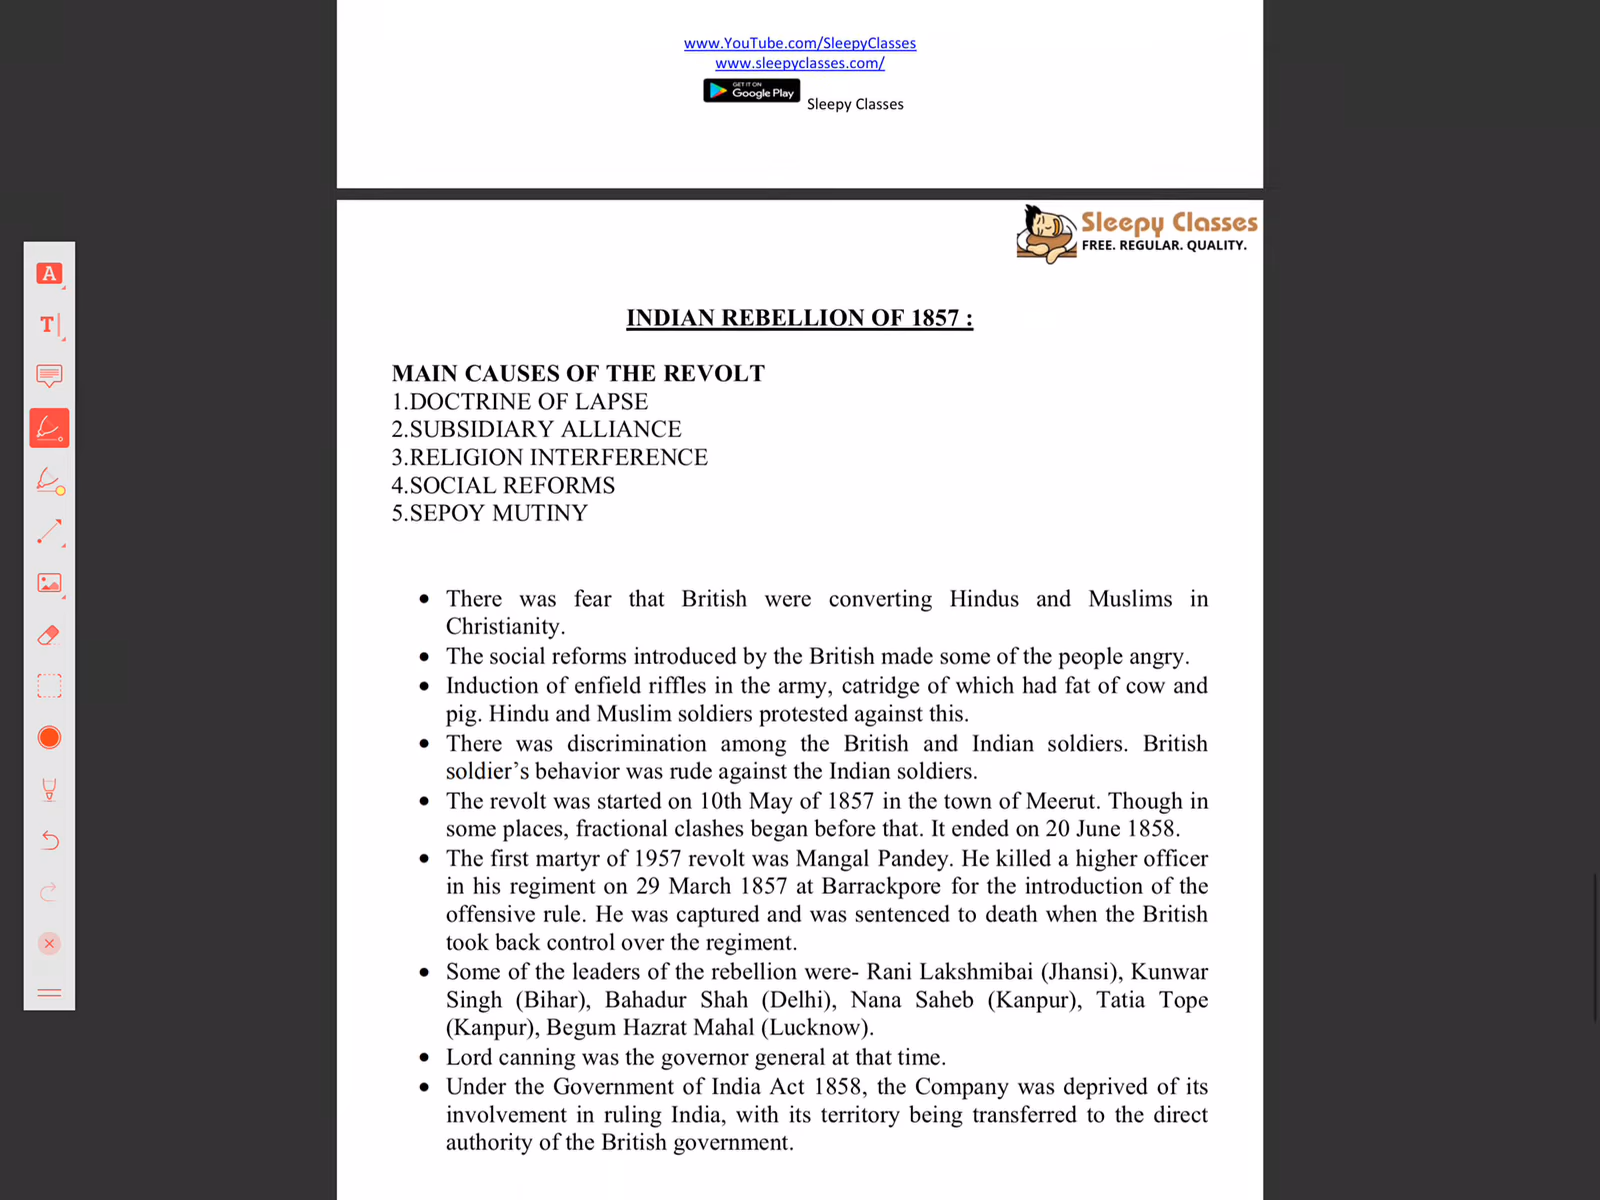 www.YouTube.com/SleepyClasses
www.sleepyclasses.com/
GET IT ON
Google Play
Sleepy Classes
Sleepy Classes
FREE. REGULAR. QUALITY.
A
T
INDIAN REBELLION OF 1857 :
MAIN CAUSES OF THE REVOLT
1.DOCTRINE OF LAPSE
2.SUBSIDIARY ALLIANCE
3.RELIGION INTERFERENCE
4.SOCIAL REFORMS
5.SEPOY MUTINY
• There was fear that British were converting Hindus and Muslims in
Christianity.
• The social reforms introduced by the British made some of the people angry.
• Induction of enfield riffles in the army, catridge of which had fat of cow and
pig. Hindu and Muslim soldiers protested against this.
• There was discrimination among the British and Indian soldiers. British
soldier’s behavior was rude against the Indian soldiers.
• The revolt was started on 10th May of 1857 in the town of Meerut. Though in
some places, fractional clashes began before that. It ended on 20 June 1858.
• The first martyr of 1957 revolt was Mangal Pandey. He killed a higher officer
in his regiment on 29 March 1857 at Barrackpore for the introduction of the
offensive rule. He was captured and was sentenced to death when the British
took back control over the regiment.
• Some of the leaders of the rebellion were- Rani Lakshmibai (Jhansi), Kunwar
Singh (Bihar), Bahadur Shah (Delhi), Nana Saheb (Kanpur), Tatia Tope
(Kanpur), Begum Hazrat Mahal (Lucknow).
• Lord canning was the governor general at that time.
• Under the Government of India Act 1858, the Company was deprived of its
involvement in ruling India, with its territory being transferred to the direct
authority of the British government.